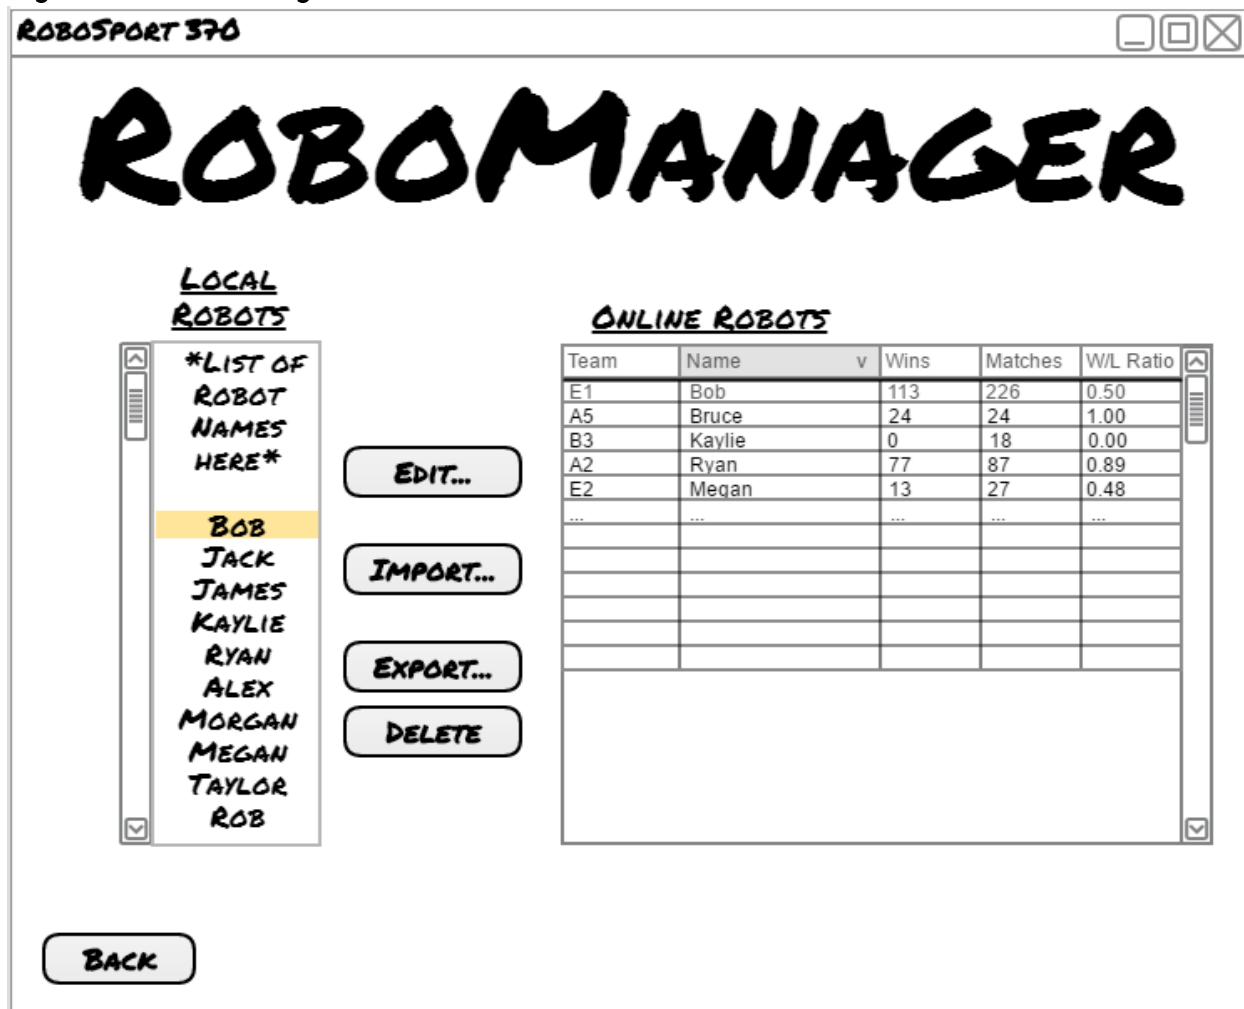 RoboSport 370
RoboManager
Local
Robots
*List of
Robot
Names
here*
Bob
Jack
James
Kaylie
Ryan
Alex
Morgan
Megan
Taylor
Rob
Edit...
Import...
Export...
Delete
Online Robots
Team Name v Wins Matches W/L Ratio
E1 Bob 113 226 0.50
A5 Bruce 24 24 1.00
B3 Kaylie 0 18 0.00
A2 Ryan 77 87 0.89
E2 Megan 13 27 0.48
... ... ... ... ...
Back